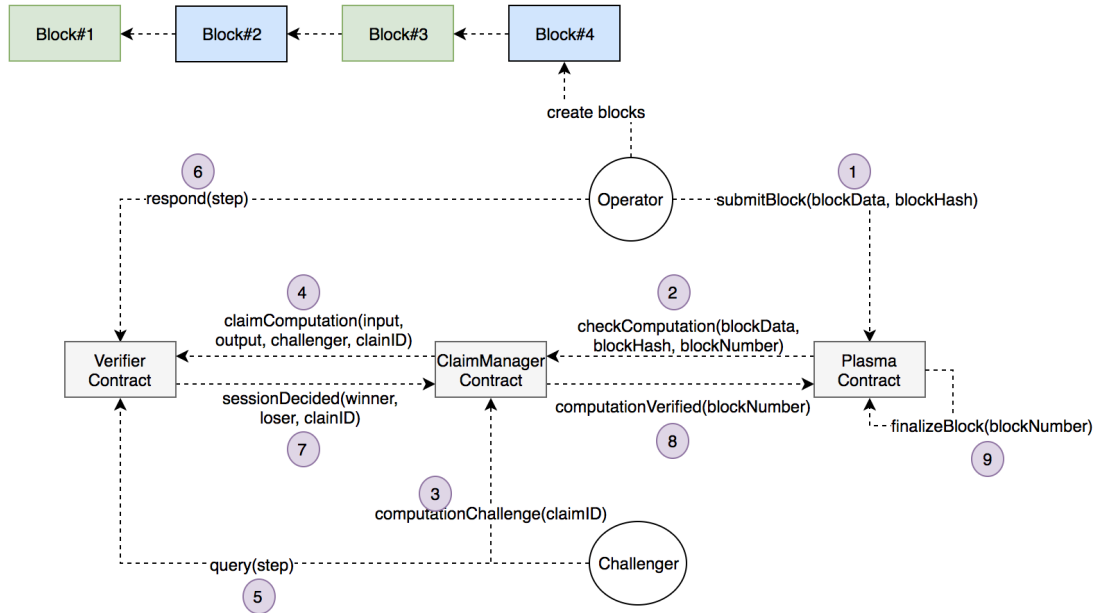 Block#1
Block#2
Block#3
Block#4
create blocks
6
1
respond(step)
Operator
submitBlock(blockData, blockHash)
4
2
claimComputation(input,
output, challenger, clainID)
checkComputation(blockData,
blockHash, blockNumber)
Verifier
Contract
ClaimManager
Contract
Plasma
Contract
sessionDecided(winner,
loser, clainID)
computationVerified(blockNumber)
finalizeBlock(blockNumber)
7
8
9
3
computationChallenge(claimID)
query(step)
Challenger
5